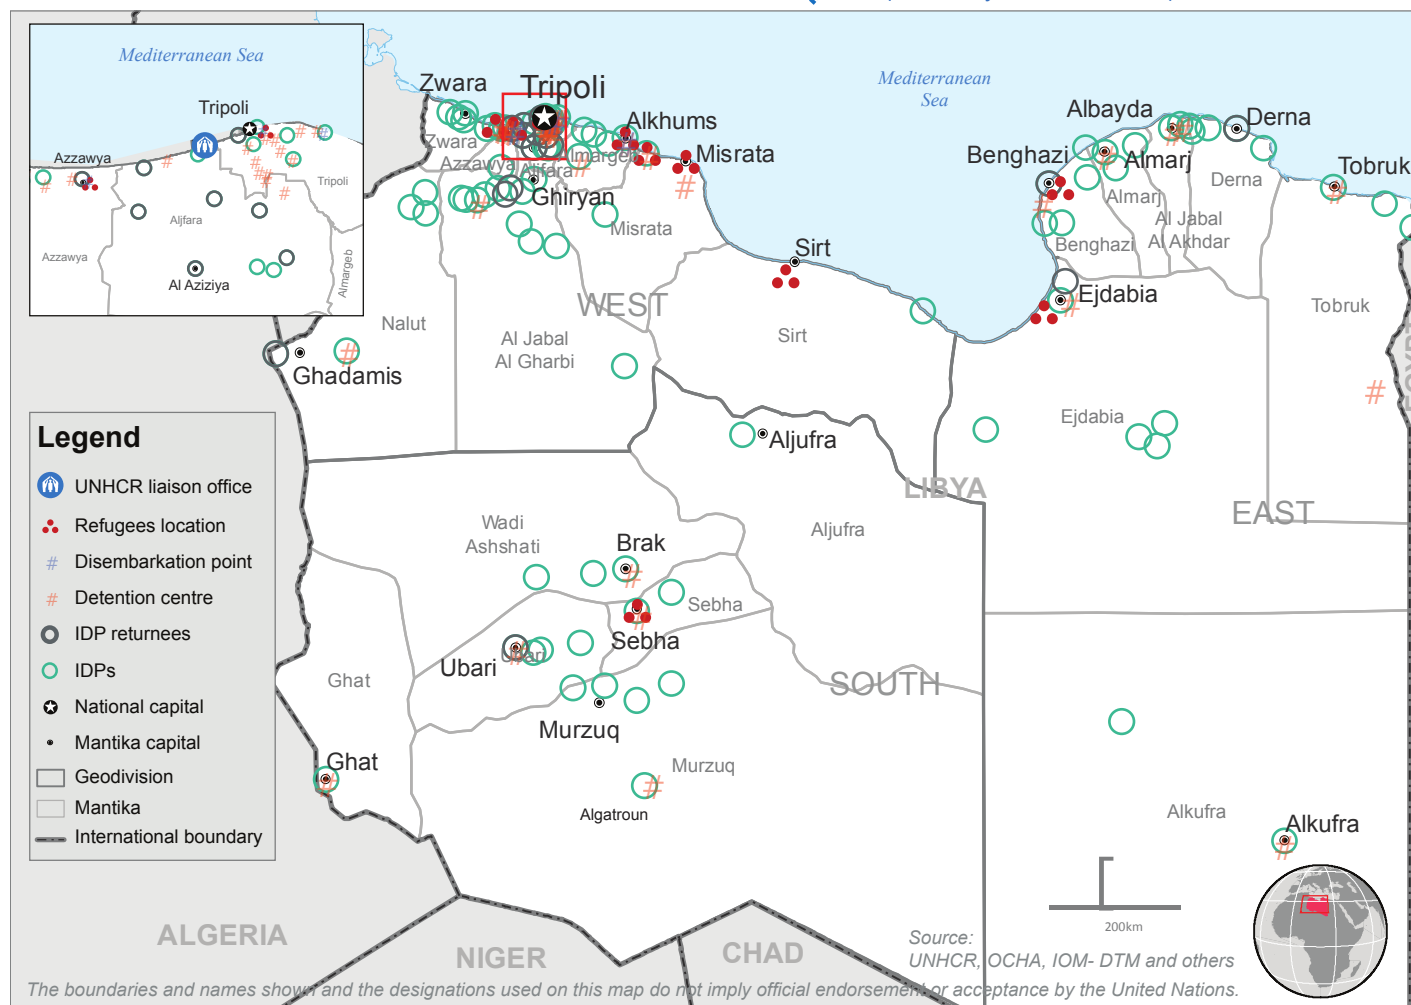 Mediterranean Sea
Tripoli
Azzawya
Tripoli
Aljfara
Azzawya
Almargeb
Al Aziziya
Mediterranean
Sea
Zwara
Tripoli
Alkhums
Misrata
Zwara
Azzawya
Aljfara
Almargeb
Ghiryan
Misrata
Albayda
Derna
Benghazi
Almarj
Tobruk
Derna
Almarj
Al Jabal
Al Akhdar
Benghazi
Sirt
Ejdabia
WEST
Nalut
Al Jabal
Al Gharbi
Sirt
Tobruk
Ghadamis
EGYPT
Ejdabia
Aljufra
LIBYA
EAST
Legend
UNHCR liaison office
Refugees location
Disembarkation point
Detention centre
IDP returnees
IDPs
National capital
Mantika capital
Geodivision
Mantika
International boundary
Wadi
Ashshati
Aljufra
Brak
Sebha
Sebha
Ubari
Ubari
Ghat
SOUTH
Murzuq
Ghat
Murzuq
Algatroun
Alkufra
Alkufra
200km
ALGERIA
NIGER
CHAD
Source:
UNHCR, OCHA, IOM- DTM and others
The boundaries and names shown and the designations used on this map do not imply official endorsement or acceptance by the United Nations.